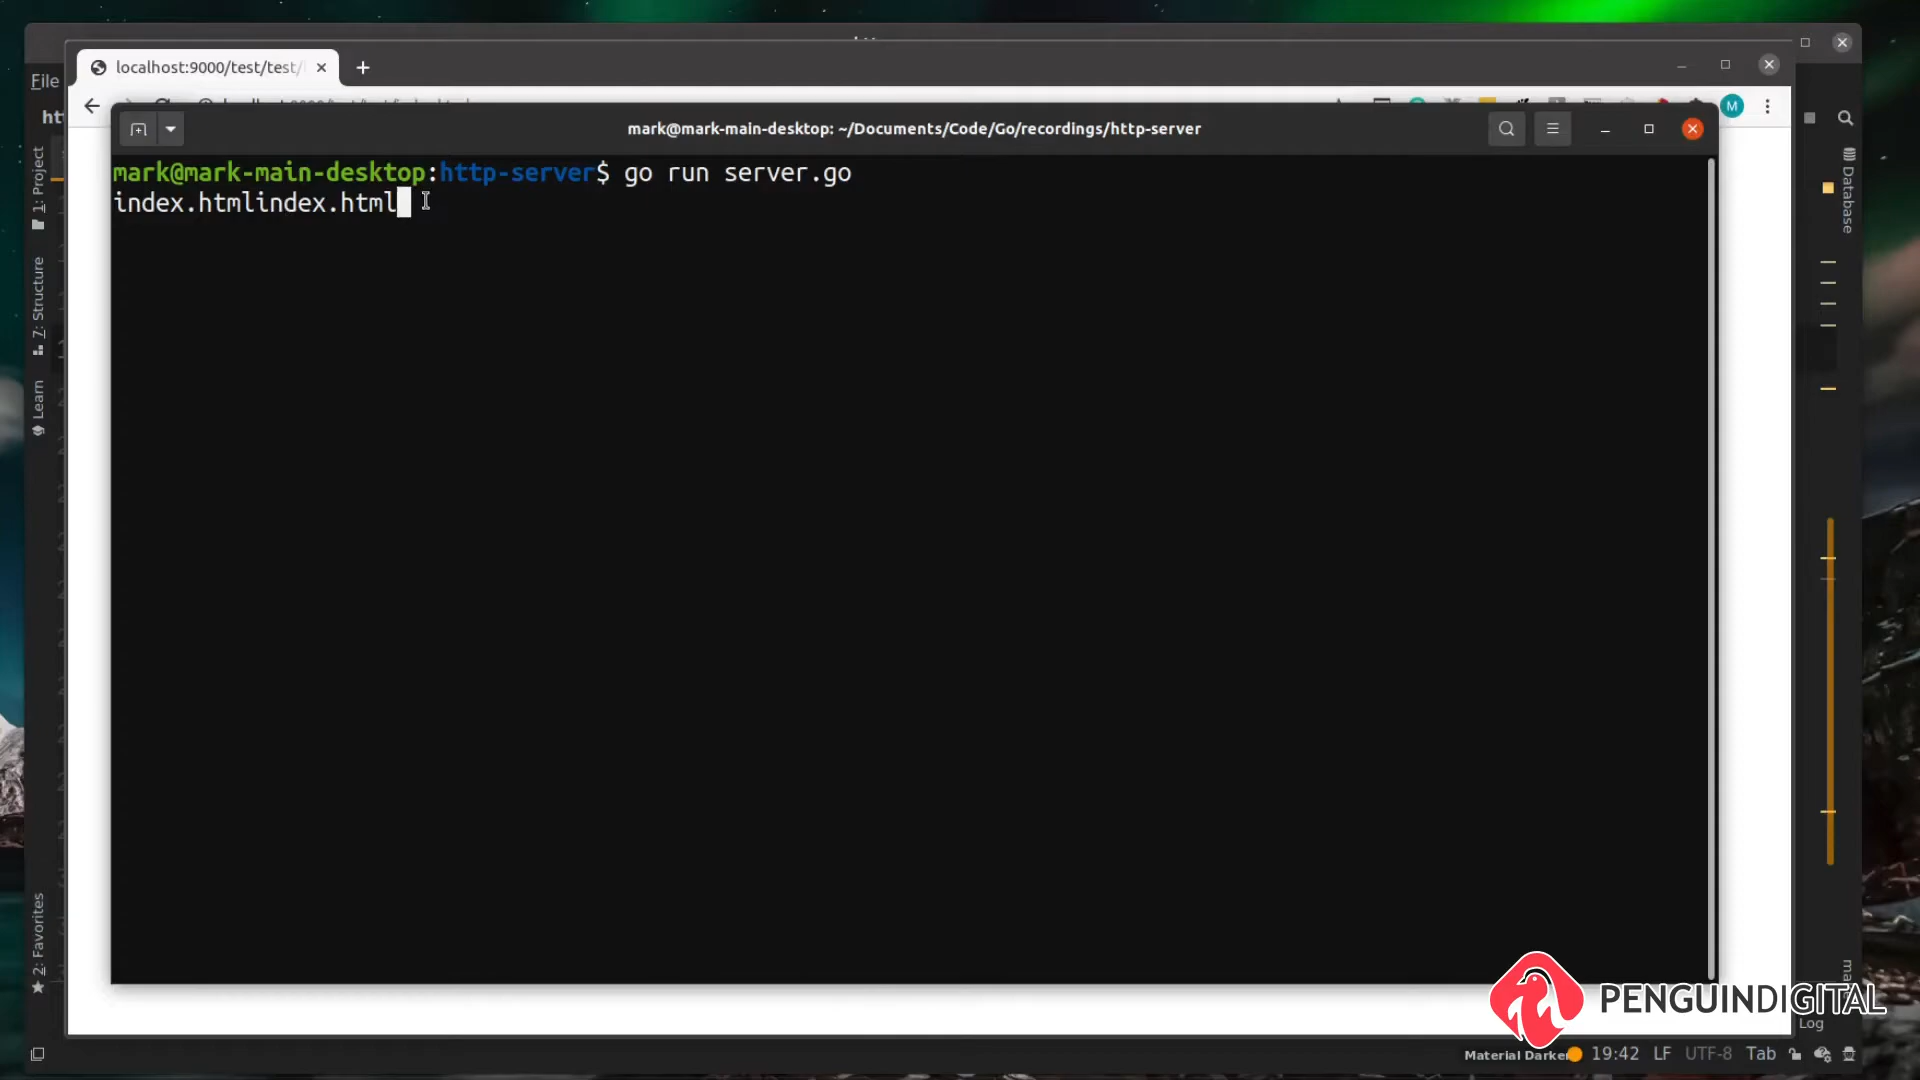 localhost:9000/test/test/
File
M
mark@mark-main-desktop: ~/Documents/Code/Go/recordings/http-server
mark@mark-main-desktop:http-server$ go run server.go
index.htmlindex.html
1: Project
7: Structure
Learn
2: Favorites
Database
PENGUINDIGITAL
Log
Material Darker
19:42
LF
UTF-8
Tab